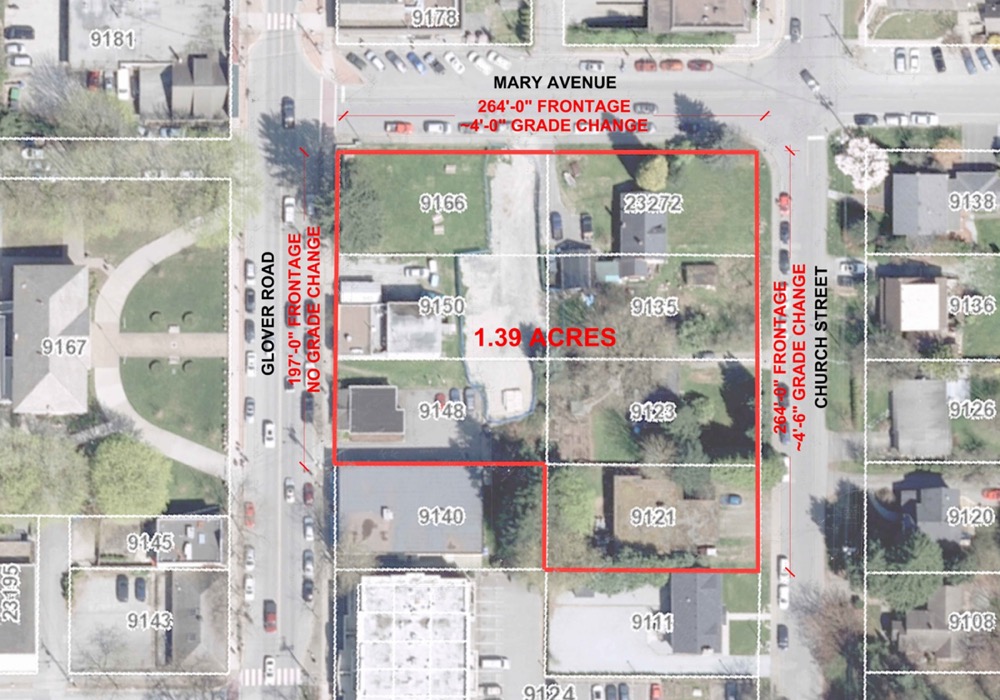 9178
9181
MARY AVENUE
264'-0" FRONTAGE
~4'-0" GRADE CHANGE
9166
23272
9138
GLOVER ROAD
197'-0" FRONTAGE
NO GRADE CHANGE
9150
9135
9136
9167
1.39 ACRES
264'-0" FRONTAGE
~4'-6" GRADE CHANGE
CHURCH STREET
9148
9123
9126
9140
9121
9120
9145
23195
9143
9111
9108
9124